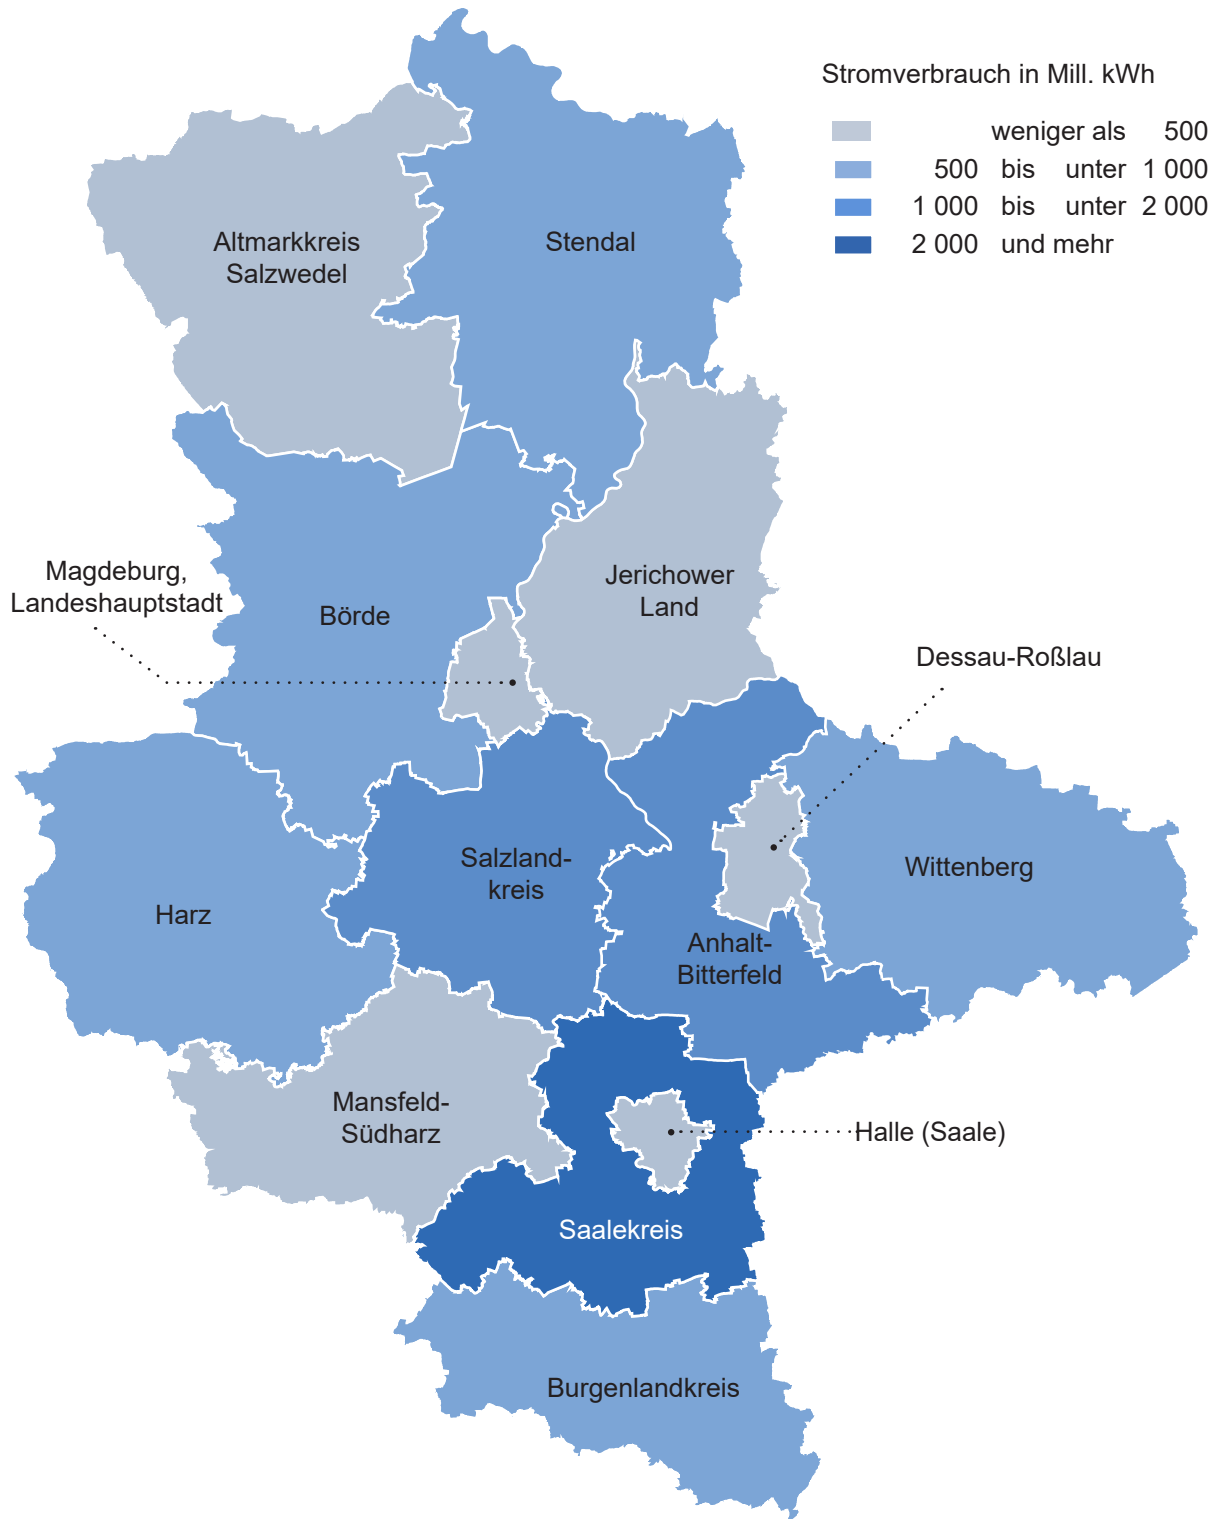 Stromverbrauch in Mill. kWh
weniger als 500
500 bis unter 1 000
1 000 bis unter 2 000
2 000 und mehr
Altmarkkreis
Salzwedel
Stendal
Magdeburg,
Landeshauptstadt
Börde
Jerichower
Land
Dessau-Roßlau
Harz
Salzland-
kreis
Wittenberg
Anhalt-
Bitterfeld
Mansfeld-
Südharz
Halle (Saale)
Saalekreis
Burgenlandkreis